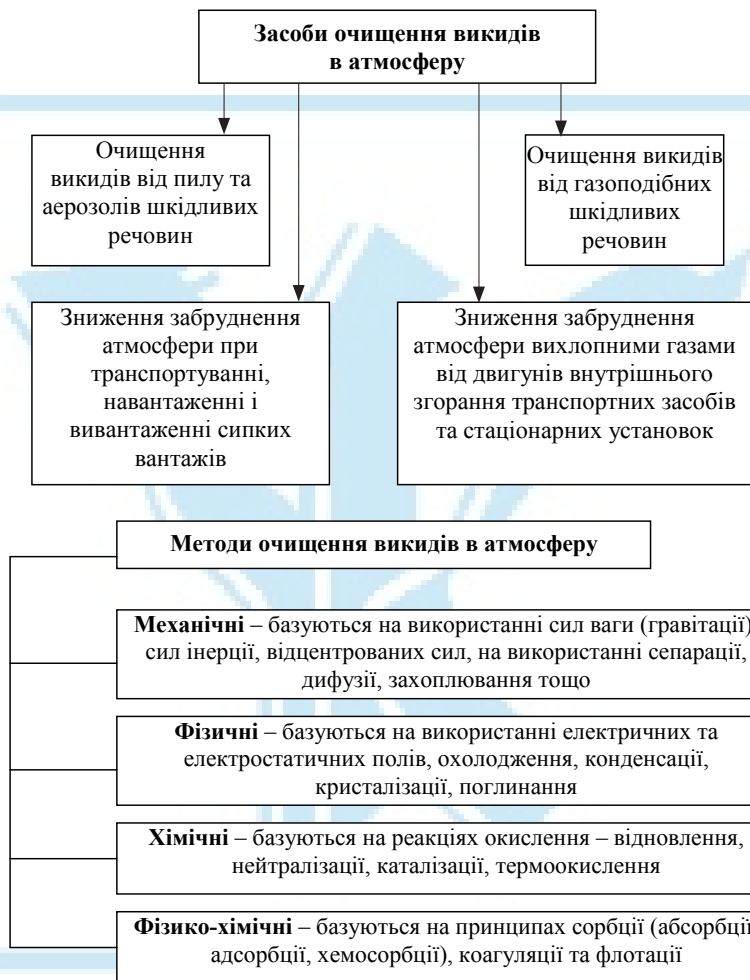 Засоби очищення викидів
в атмосферу
Очищення
викидів від пилу та
аерозолів шкідливих
речовин
Очищення викидів
від газоподібних
шкідливих
речовин
Зниження забруднення
атмосфери при
транспортуванні,
навантаженні і
вивантаженні сипких
вантажів
Зниження забруднення
атмосфери вихлопними газами
від двигунів внутрішнього
згорання транспортних засобів
та стаціонарних установок
Методи очищення викидів в атмосферу
Механічні – базуються на використанні сил ваги (гравітації)
сил інерції, відцентрованих сил, на використанні сепарації,
дифузії, захоплювання тощо
Фізичні – базуються на використанні електричних та
електростатичних полів, охолодження, конденсації,
кристалізації, поглинання
Хімічні – базуються на реакціях окислення – відновлення,
нейтралізації, каталізації, термоокислення
Фізико-хімічні – базуються на принципах сорбції (абсорбції
адсорбції, хемосорбції), коагуляції та флотації